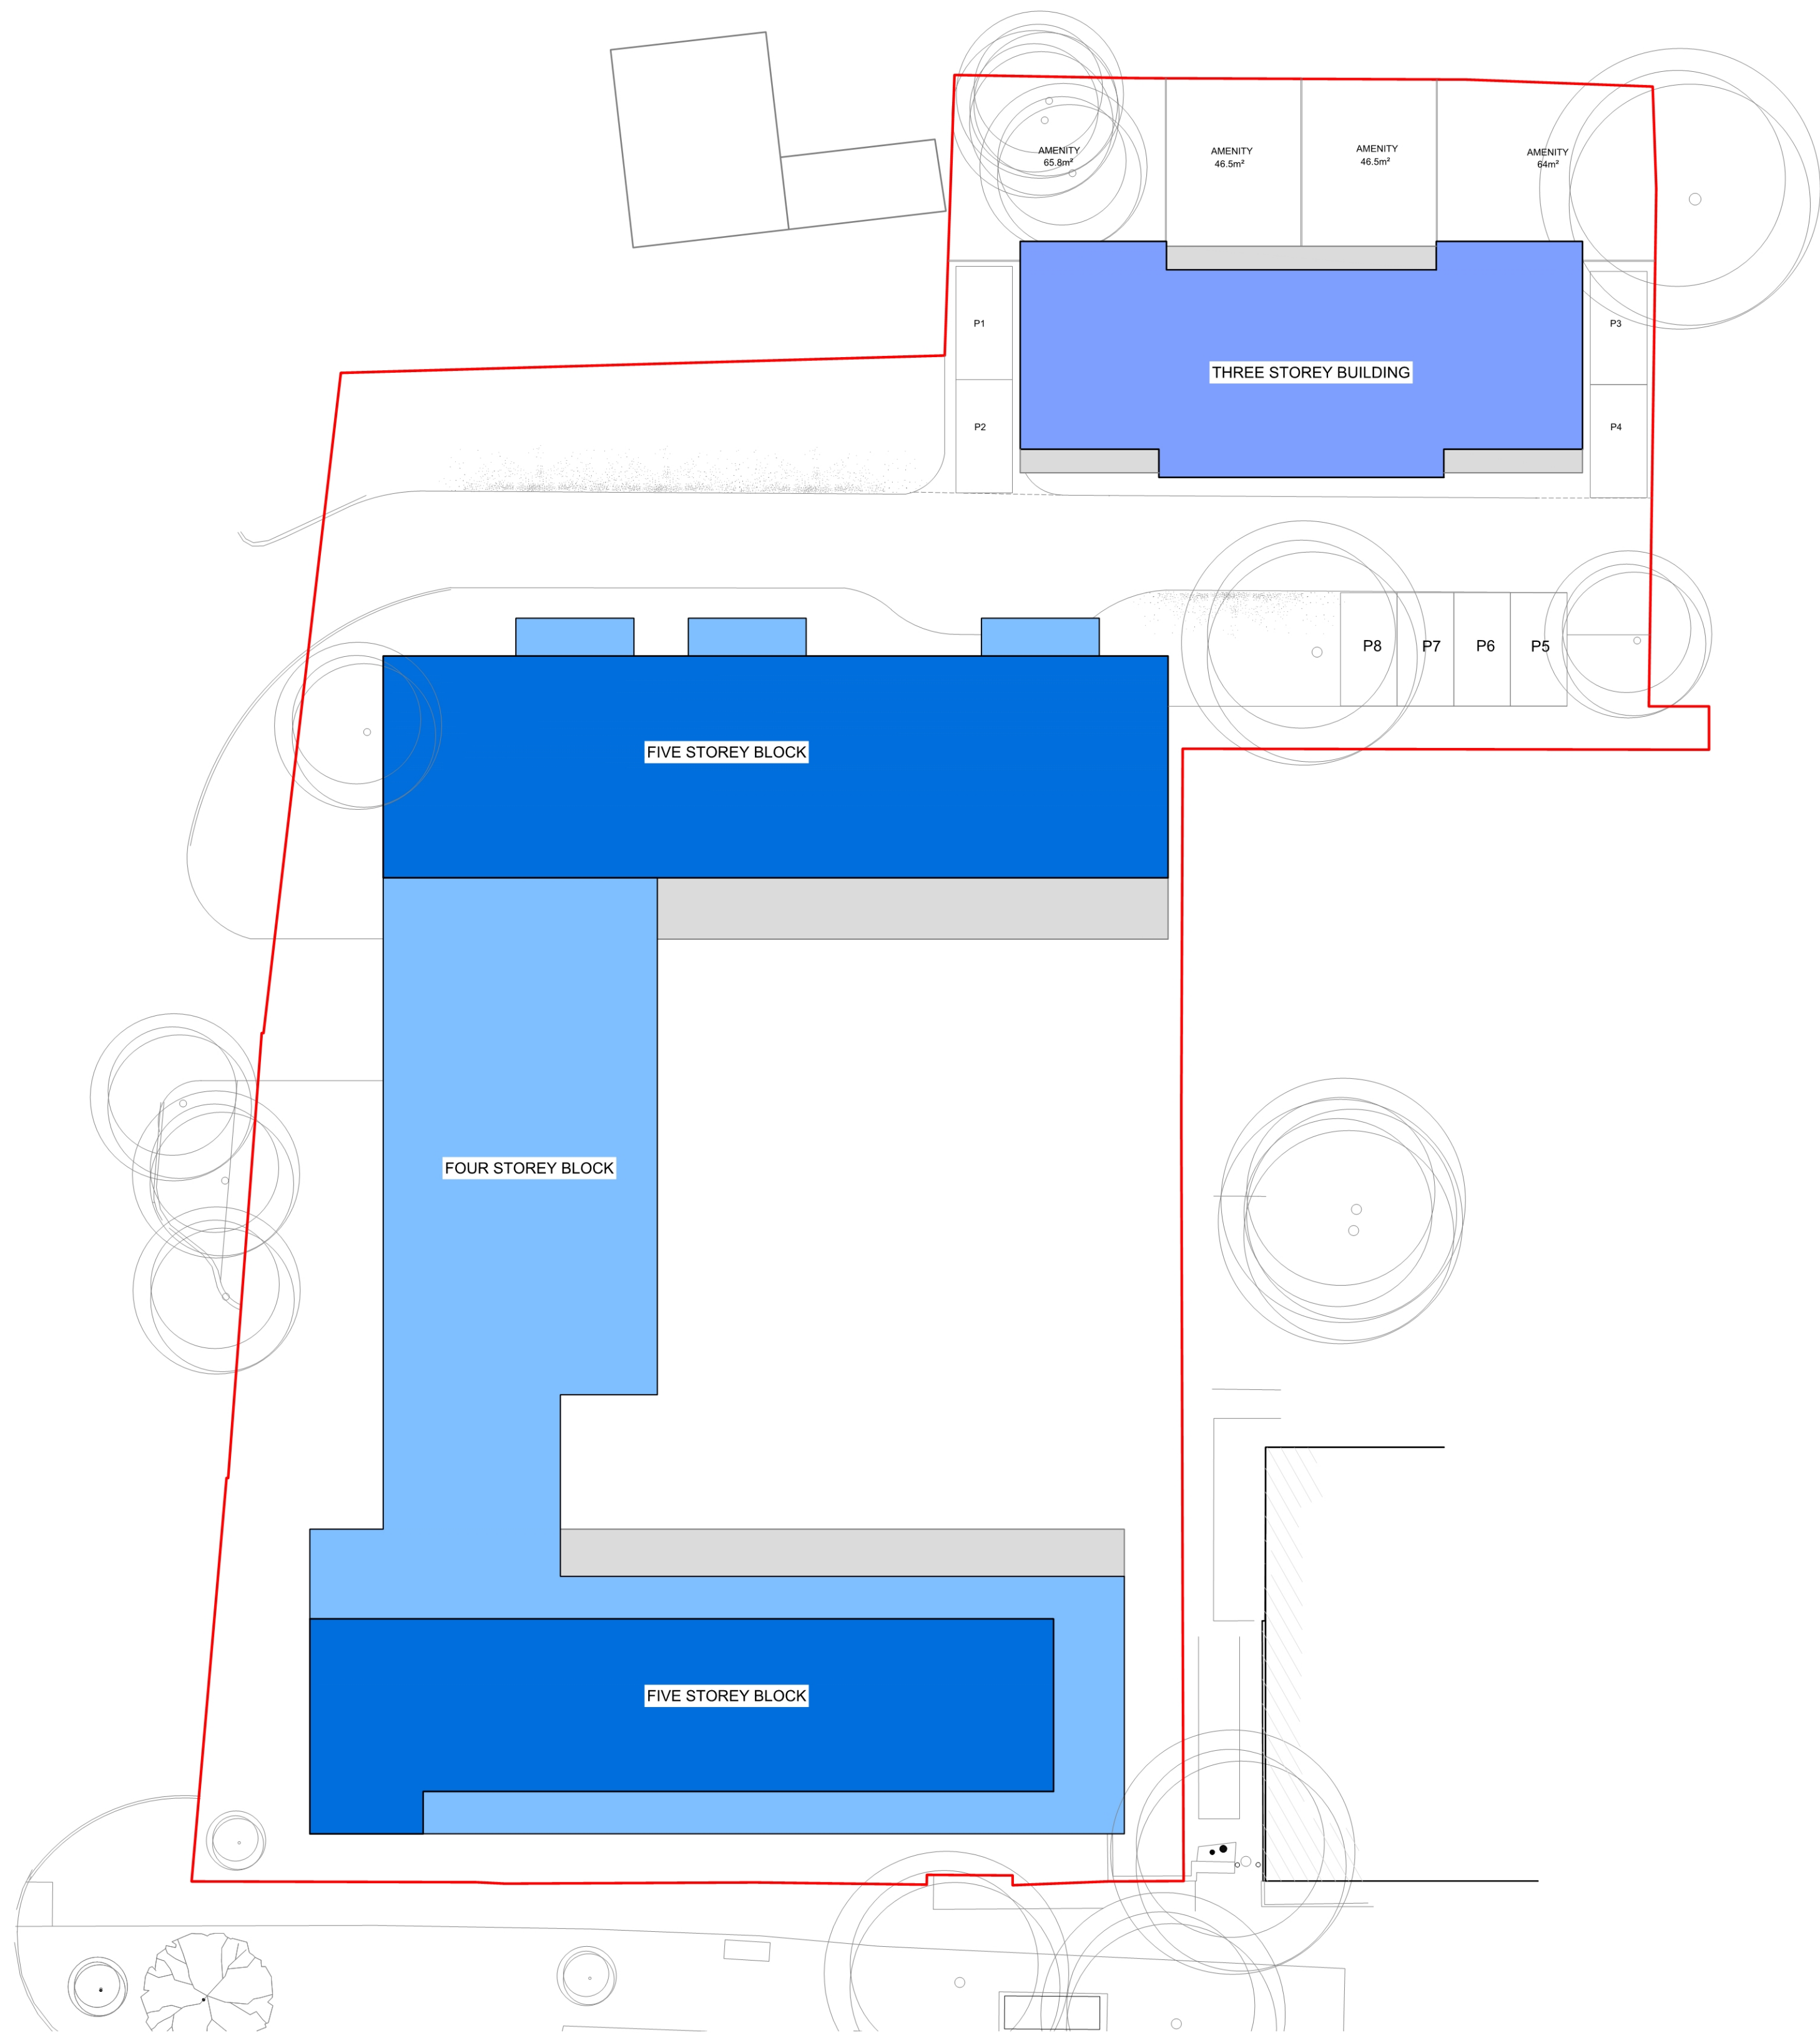 AMENITY
65.8m²
AMENITY
46.5m²
AMENITY
46.5m²
AMENITY
64m²
P1
P3
THREE STOREY BUILDING
P2
P4
P8
P7
P6
P5
FIVE STOREY BLOCK
FOUR STOREY BLOCK
FIVE STOREY BLOCK